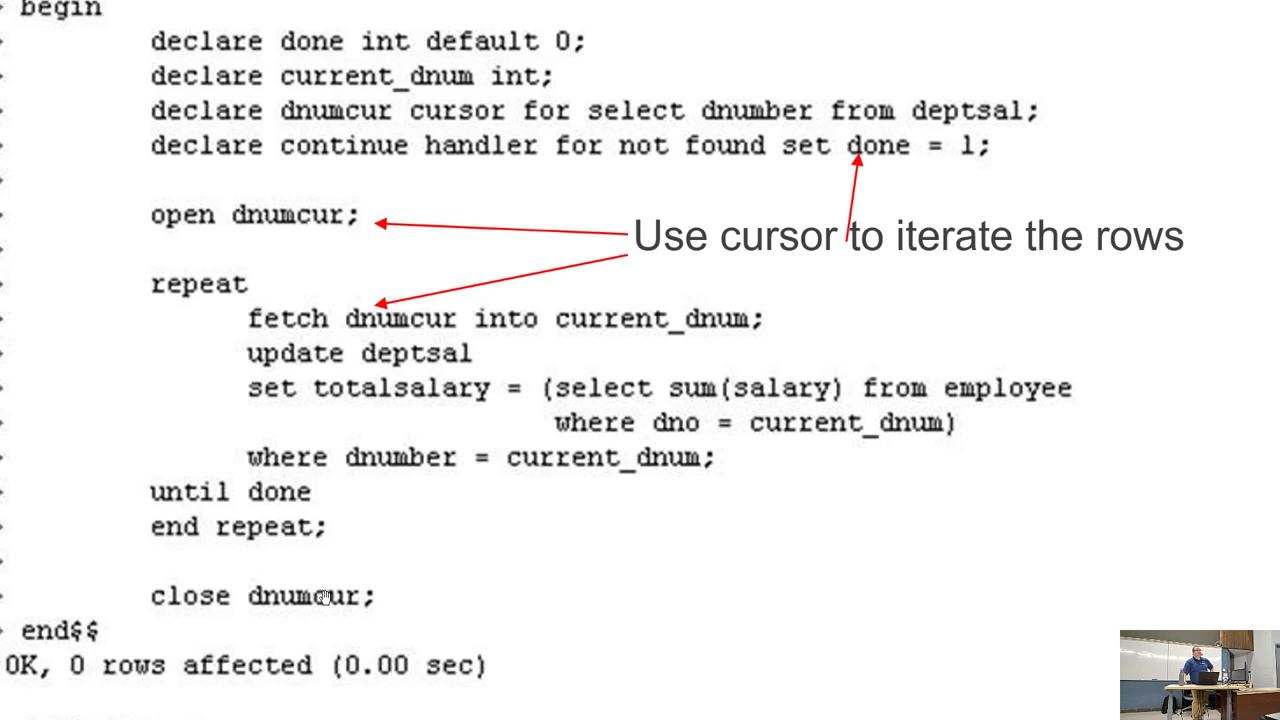 begin
declare done int default 0;
declare current_dnum int;
declare dnumcur cursor for select dnumber from deptsal;
declare continue handler for not found set done = 1;
open dnumcur;
Use cursor to iterate the rows
repeat
fetch dnumcur into current_dnum;
update deptsal
set totalsalary = (select sum(salary) from employee
where dno = current_dnum)
where dnumber = current_dnum;
until done
end repeat;
close dnumcur;
end$$
OK, 0 rows affected (0.00 sec)